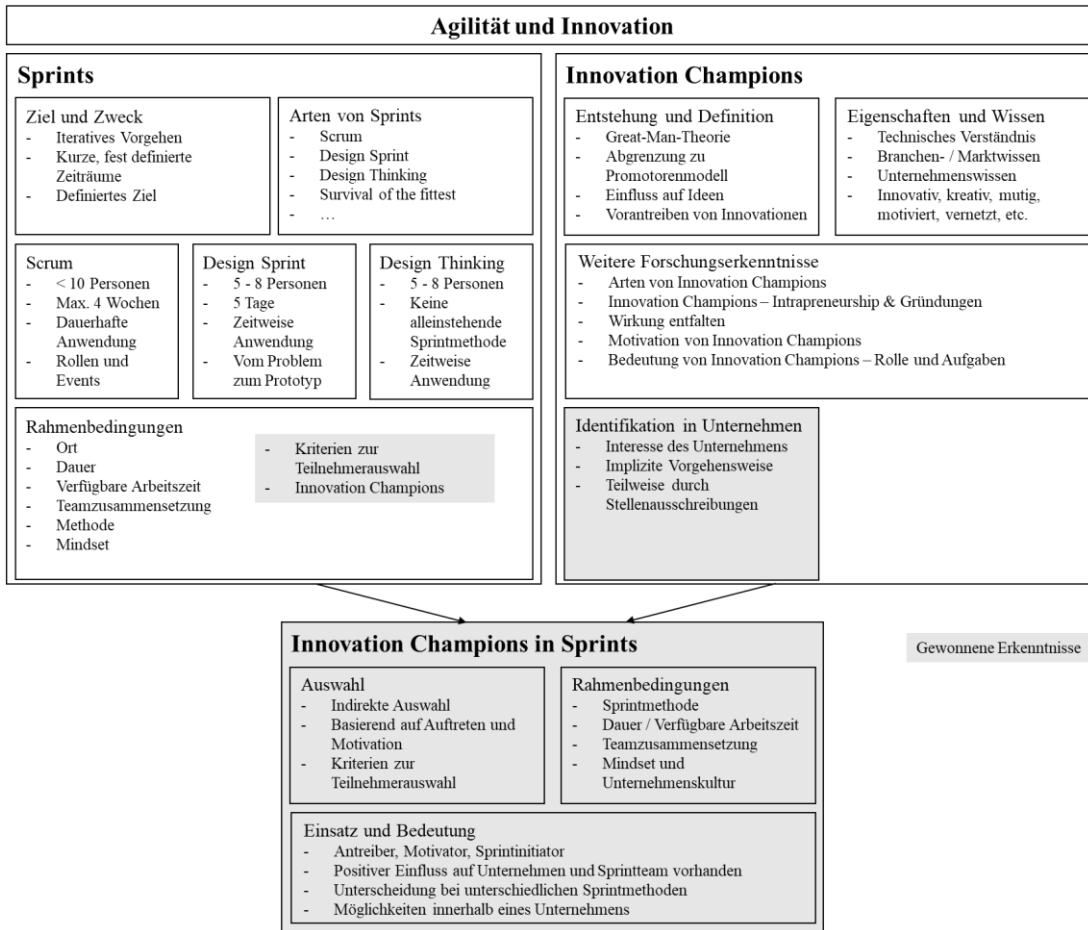 Agilität und Innovation
Sprints
Ziel und Zweck
- Iteratives Vorgehen
- Kurze, fest definierte
Zeiträume
- Definiertes Ziel
Arten von Sprints
- Scrum
- Design Sprint
- Design Thinking
- Survival of the fittest
- …
Scrum
- < 10 Personen
- Max. 4 Wochen
- Dauerhafte
Anwendung
- Rollen und
Events
Design Sprint
- 5 - 8 Personen
- 5 Tage
- Zeitweise
Anwendung
- Vom Problem
zum Prototyp
Design Thinking
- 5 - 8 Personen
- Keine
alleinstehende
Sprintmethode
- Zeitweise
Anwendung
Rahmenbedingungen
- Ort
- Dauer
- Verfügbare Arbeitszeit
- Teamzusammensetzung
- Methode
- Mindset
- Kriterien zur
Teilnehmerauswahl
- Innovation Champions
Innovation Champions
Entstehung und Definition
- Great-Man-Theorie
- Abgrenzung zu
Promotorenmodell
- Einfluss auf Ideen
- Vorantreiben von Innovationen
Eigenschaften und Wissen
- Technisches Verständnis
- Branchen- / Marktwissen
- Unternehmenswissen
- Innovativ, kreativ, mutig,
motiviert, vernetzt, etc.
Weitere Forschungserkenntnisse
- Arten von Innovation Champions
- Innovation Champions – Intrapreneurship & Gründungen
- Wirkung entfalten
- Motivation von Innovation Champions
- Bedeutung von Innovation Champions – Rolle und Aufgaben
Identifikation in Unternehmen
- Interesse des Unternehmens
- Implizite Vorgehensweise
- Teilweise durch
Stellenausschreibungen
Innovation Champions in Sprints
Auswahl
- Indirekte Auswahl
- Basierend auf Auftreten und
Motivation
- Kriterien zur
Teilnehmerauswahl
Rahmenbedingungen
- Sprintmethode
- Dauer / Verfügbare Arbeitszeit
- Teamzusammensetzung
- Mindset und
Unternehmenskultur
Einsatz und Bedeutung
- Antreiber, Motivator, Sprintinitiator
- Positiver Einfluss auf Unternehmen und Sprintteam vorhanden
- Unterscheidung bei unterschiedlichen Sprintmethoden
- Möglichkeiten innerhalb eines Unternehmens
Gewonnene Erkenntnisse